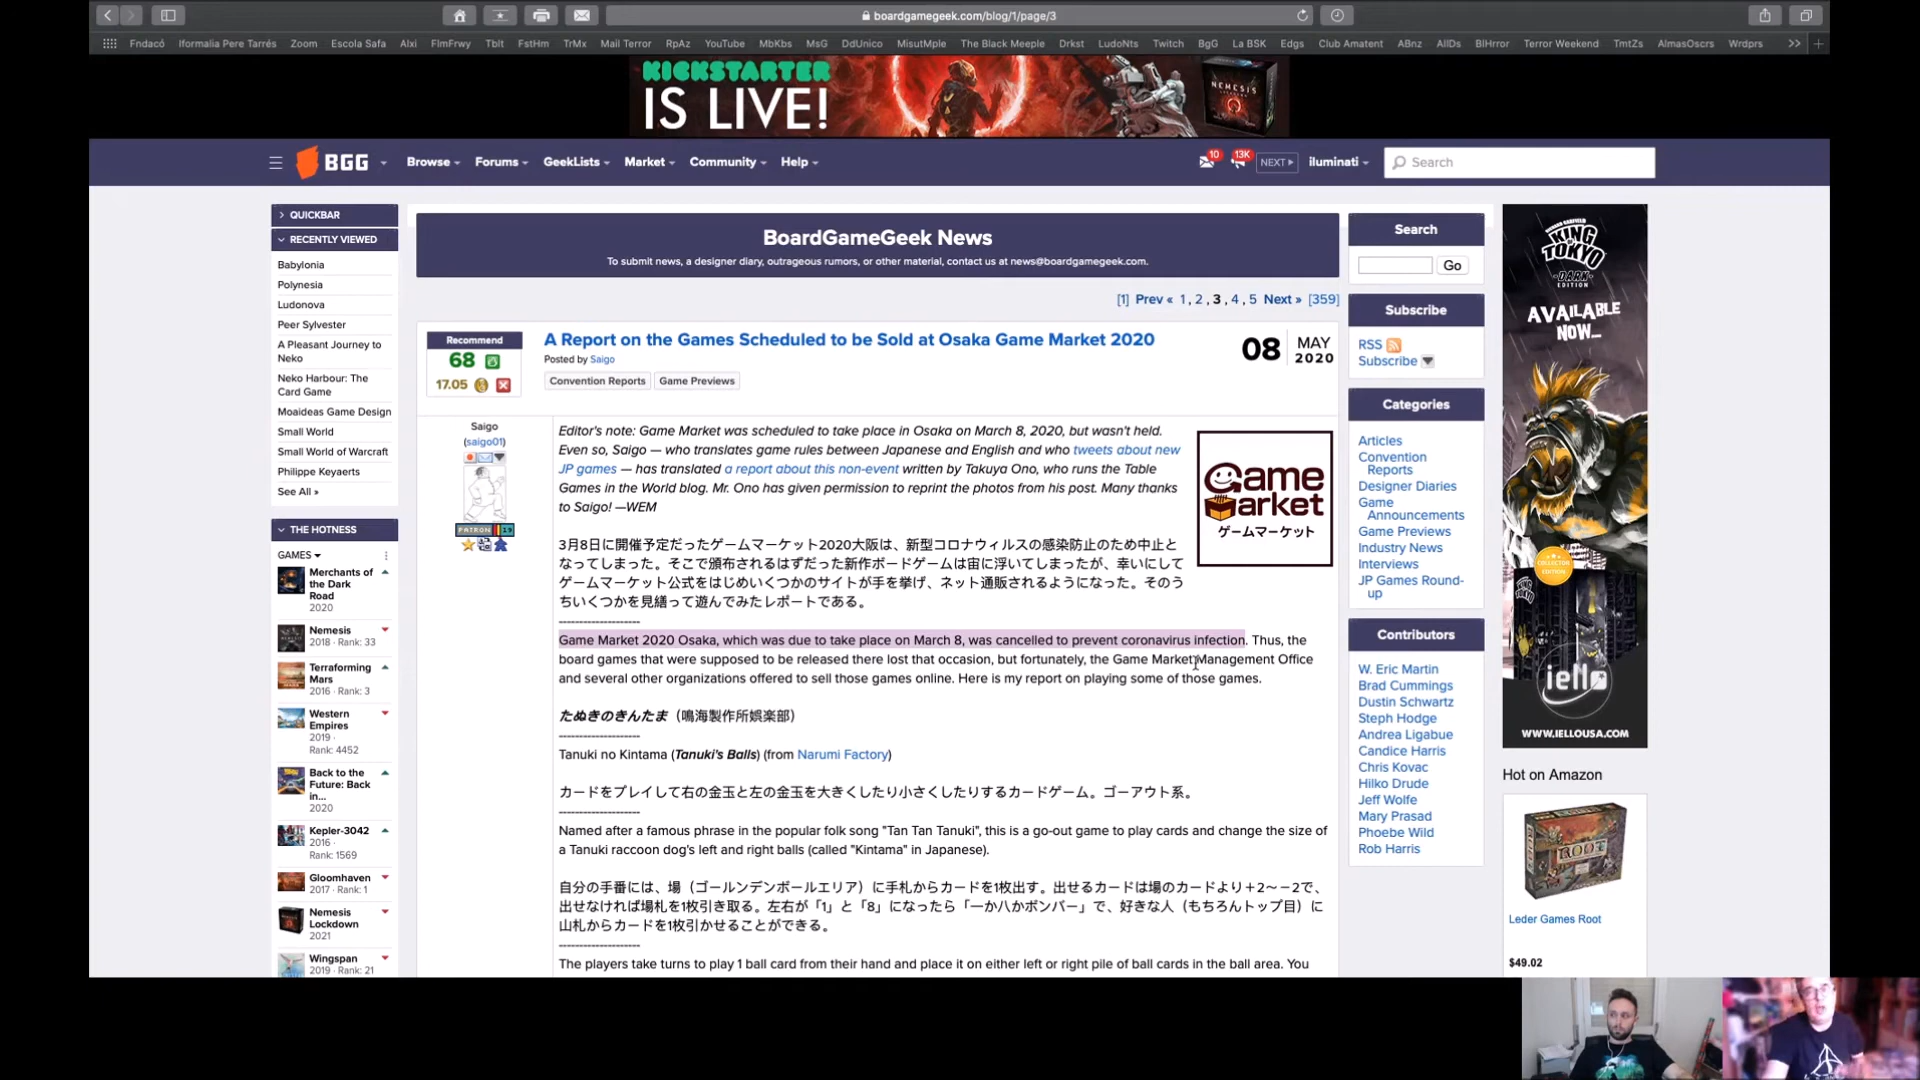 boardgamegeek.com/blog/1/page/3
Fndacó Iformalia Pere Tarrés Zoom Escola Safa Alxi FlmFrwy Tblt FstHm TrMx Mail Terror RpAz YouTube MbKbs MsG DdUnico MisutMple The Black Meeple Drkst LudoNts Twitch BgG La BSK Edgs Club Amatent ABnz AllDs BlHrror Terror Weekend TmtZs AlmasOscrs Wrdprs
KICKSTARTER
IS LIVE!
NEMESIS
BGG Browse Forums GeekLists Market Community Help 10 13K NEXT iluminati Search
QUICKBAR
RECENTLY VIEWED
Babylonia
Polynesia
Ludonova
Peer Sylvester
A Pleasant Journey to
Neko
Neko Harbour: The
Card Game
Moaideas Game Design
Small World
Small World of Warcraft
Philippe Keyaerts
See All »
THE HOTNESS
GAMES
Merchants of
the Dark
Road
2020
Nemesis
2018 · Rank: 33
Terraforming
Mars
2016 · Rank: 3
Western
Empires
2019 ·
Rank: 4452
Back to the
Future: Back
in...
2020
Kepler-3042
2016 ·
Rank: 1569
Gloomhaven
2017 · Rank: 1
Nemesis
Lockdown
2021
Wingspan
2019 · Rank: 21
BoardGameGeek News
To submit news, a designer diary, outrageous rumors, or other material, contact us at news@boardgamegeek.com.
[1] Prev « 1 , 2 , 3 , 4 , 5 Next » [359]
Recommend
68
17.05
A Report on the Games Scheduled to be Sold at Osaka Game Market 2020
Posted by Saigo
Convention Reports Game Previews
08 MAY
2020
Saigo
(saigo01)
PATRON 19
Editor's note: Game Market was scheduled to take place in Osaka on March 8, 2020, but wasn't held.
Even so, Saigo — who translates game rules between Japanese and English and who tweets about new
JP games — has translated a report about this non-event written by Takuya Ono, who runs the Table
Games in the World blog. Mr. Ono has given permission to reprint the photos from his post. Many thanks
to Saigo! —WEM
Game
Market
ゲームマーケット
3月8日に開催予定だったゲームマーケット2020大阪は、新型コロナウィルスの感染防止のため中止と
なってしまった。そこで頒布されるはずだった新作ボードゲームは宙に浮いてしまったが、幸いにして
ゲームマーケット公式をはじめいくつかのサイトが手を挙げ、ネット通販されるようになった。そのう
ちいくつかを見繕って遊んでみたレポートである。
--------------------
Game Market 2020 Osaka, which was due to take place on March 8, was cancelled to prevent coronavirus infection. Thus, the
board games that were supposed to be released there lost that occasion, but fortunately, the Game Market Management Office
and several other organizations offered to sell those games online. Here is my report on playing some of those games.
たぬきのきんたま（鳴海製作所娯楽部）
--------------------
Tanuki no Kintama (Tanuki's Balls) (from Narumi Factory)
カードをプレイして右の金玉と左の金玉を大きくしたり小さくしたりするカードゲーム。ゴーアウト系。
--------------------
Named after a famous phrase in the popular folk song "Tan Tan Tanuki", this is a go-out game to play cards and change the size of
a Tanuki raccoon dog's left and right balls (called "Kintama" in Japanese).
自分の手番には、場（ゴールンデンボールエリア）に手札からカードを1枚出す。出せるカードは場のカードより＋2～－2で、
出せなければ場札を1枚引き取る。左右が「1」と「8」になったら「一か八かボンバー」で、好きな人（もちろんトップ目）に
山札からカードを1枚引かせることができる。
--------------------
The players take turns to play 1 ball card from their hand and place it on either left or right pile of ball cards in the ball area. You
Search
Go
Subscribe
RSS
Subscribe
Categories
Articles
Convention
Reports
Designer Diaries
Game
Announcements
Game Previews
Industry News
Interviews
JP Games Round-
up
Contributors
W. Eric Martin
Brad Cummings
Dustin Schwartz
Steph Hodge
Andrea Ligabue
Candice Harris
Chris Kovac
Hilko Drude
Jeff Wolfe
Mary Prasad
Phoebe Wild
Rob Harris
KING
OF
TOKYO
DARK
EDITION
AVAILABLE
NOW...
COLLECTOR
EDITION
iello
WWW.IELLOUSA.COM
Hot on Amazon
ROOT
Leder Games Root
$49.02